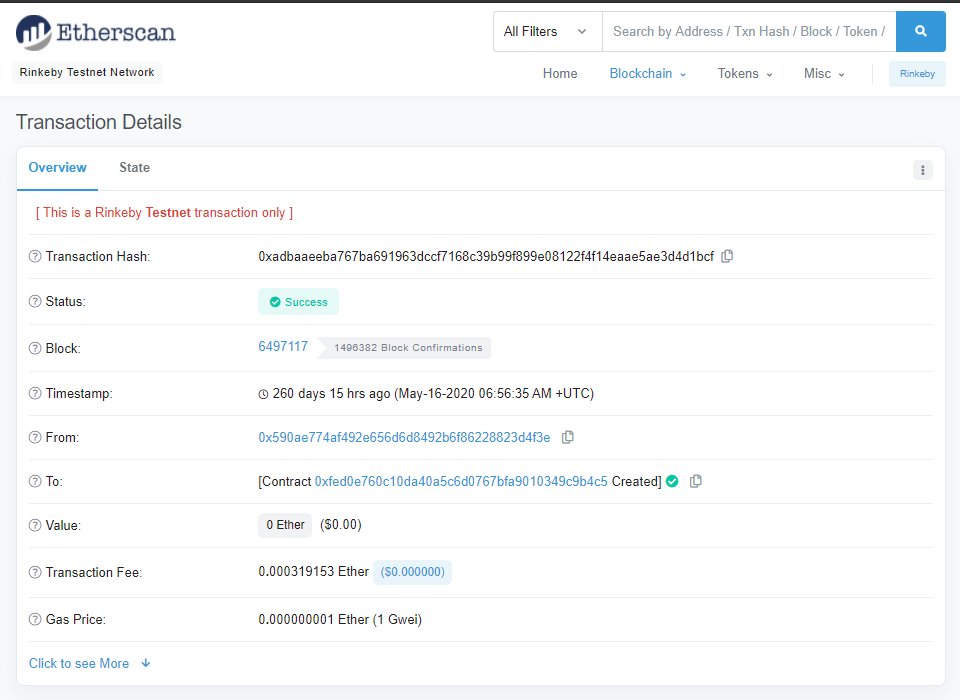 Etherscan
All Filters
Search by Address / Txn Hash / Block / Token /
Rinkeby Testnet Network
Home Blockchain Tokens Misc Rinkeby
Transaction Details
Overview State
[ This is a Rinkeby Testnet transaction only ]
Transaction Hash: 0xadbaaeeba767ba691963dccf7168c39b99f899e08122f4f14eaae5ae3d4d1bcf
Status: Success
Block: 6497117 1496382 Block Confirmations
Timestamp: 260 days 15 hrs ago (May-16-2020 06:56:35 AM +UTC)
From: 0x590ae774af492e656d6d8492b6f86228823d4f3e
To: [Contract 0xfed0e760c10da40a5c6d0767bfa9010349c9b4c5 Created]
Value: 0 Ether ($0.00)
Transaction Fee: 0.000319153 Ether ($0.000000)
Gas Price: 0.000000001 Ether (1 Gwei)
Click to see More